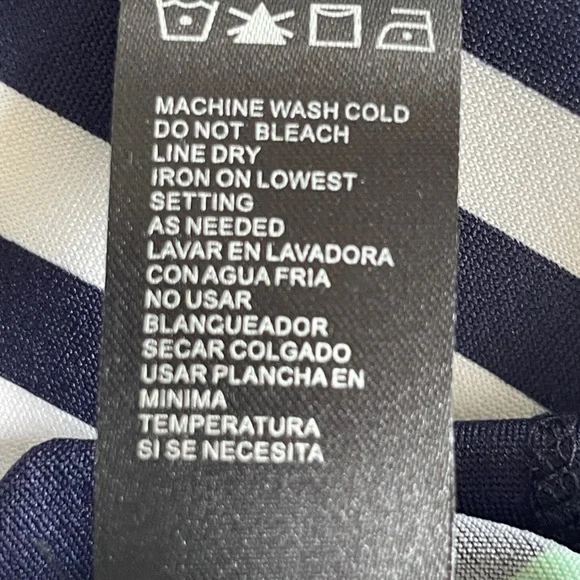 MACHINE WASH COLD
DO NOT BLEACH
LINE DRY
IRON ON LOWEST
SETTING
AS NEEDED
LAVAR EN LAVADORA
CON AGUA FRIA
NO USAR
BLANQUEADOR
SECAR COLGADO
USAR PLANCHA EN
MINIMA
TEMPERATURA
SI SE NECESITA